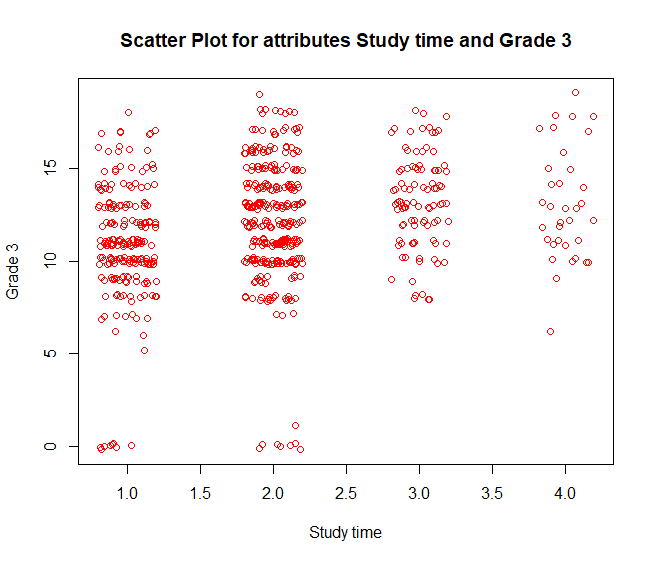 Scatter Plot for attributes Study time and Grade 3
Grade 3
15
10
5
0
1.0 1.5 2.0 2.5 3.0 3.5 4.0
Study time